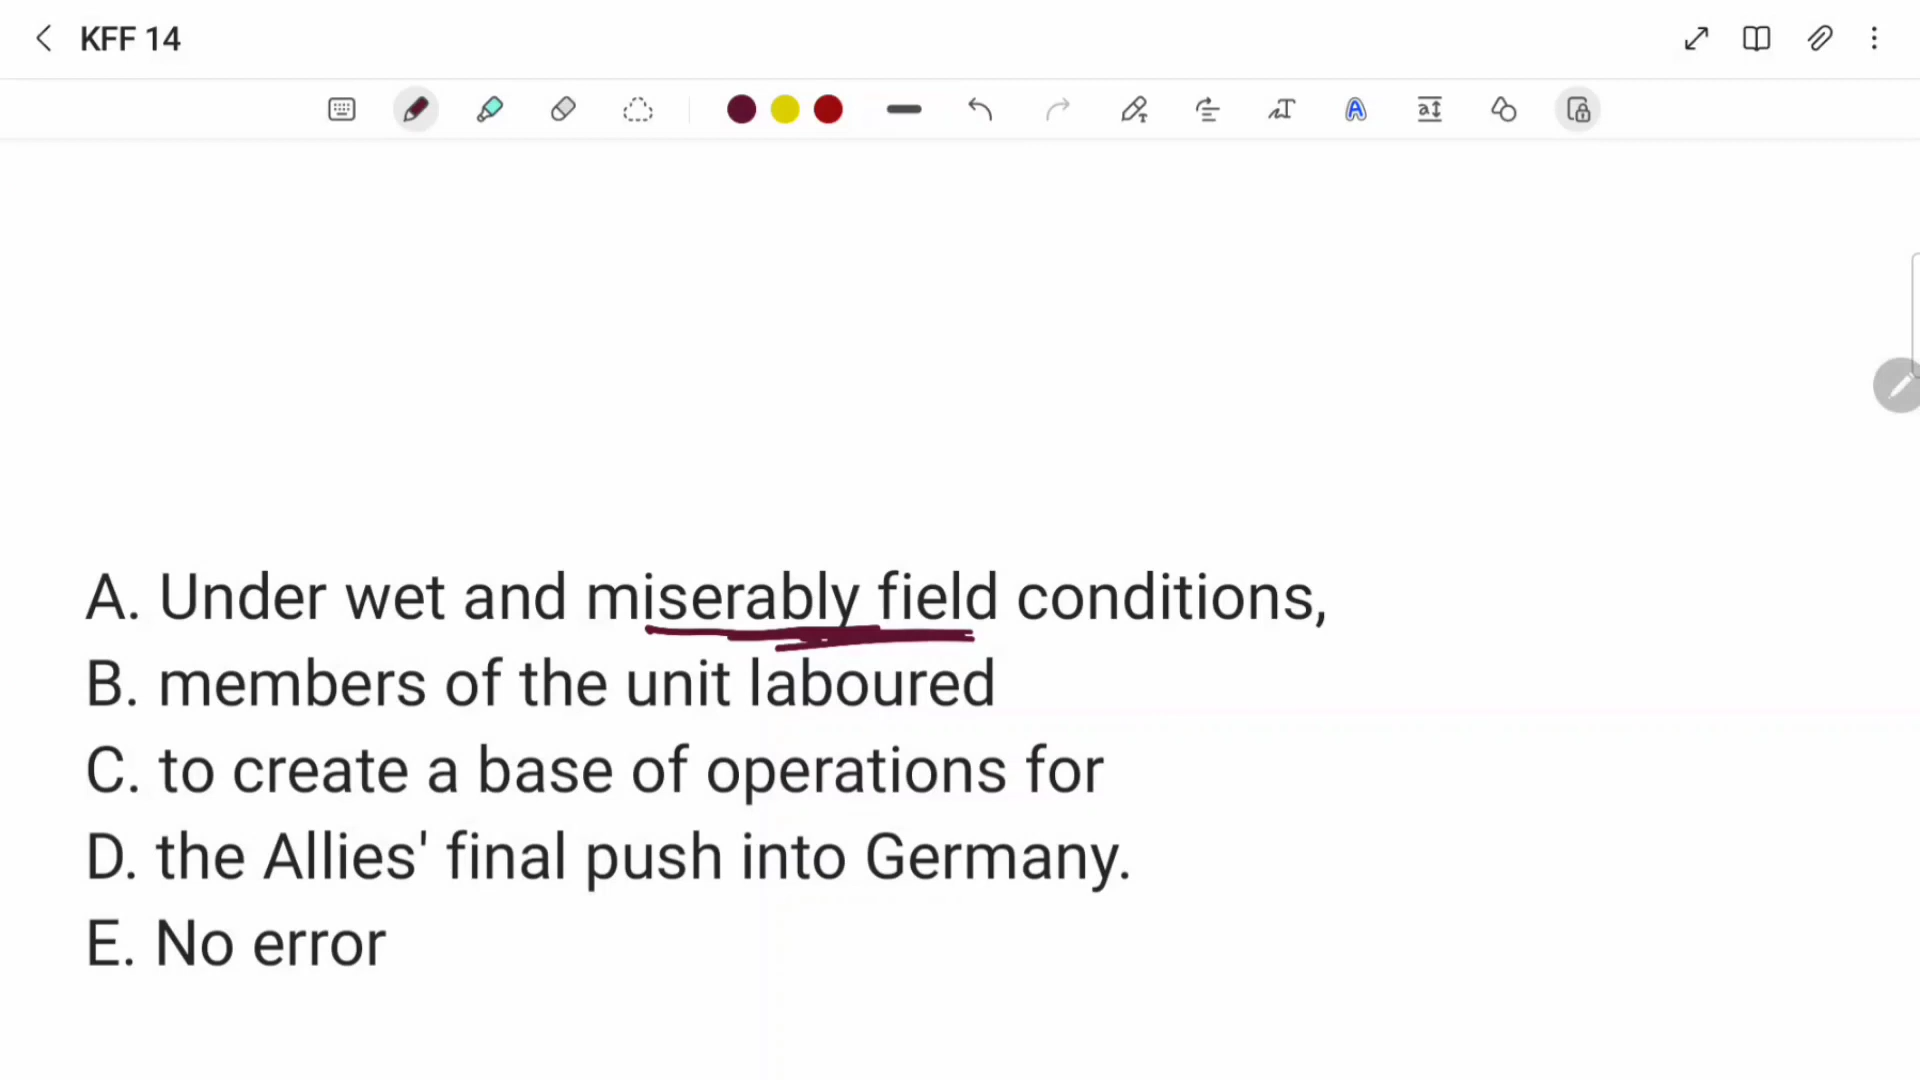 KFF 14
A. Under wet and miserably field conditions,
B. members of the unit laboured
C. to create a base of operations for
D. the Allies' final push into Germany.
E. No error